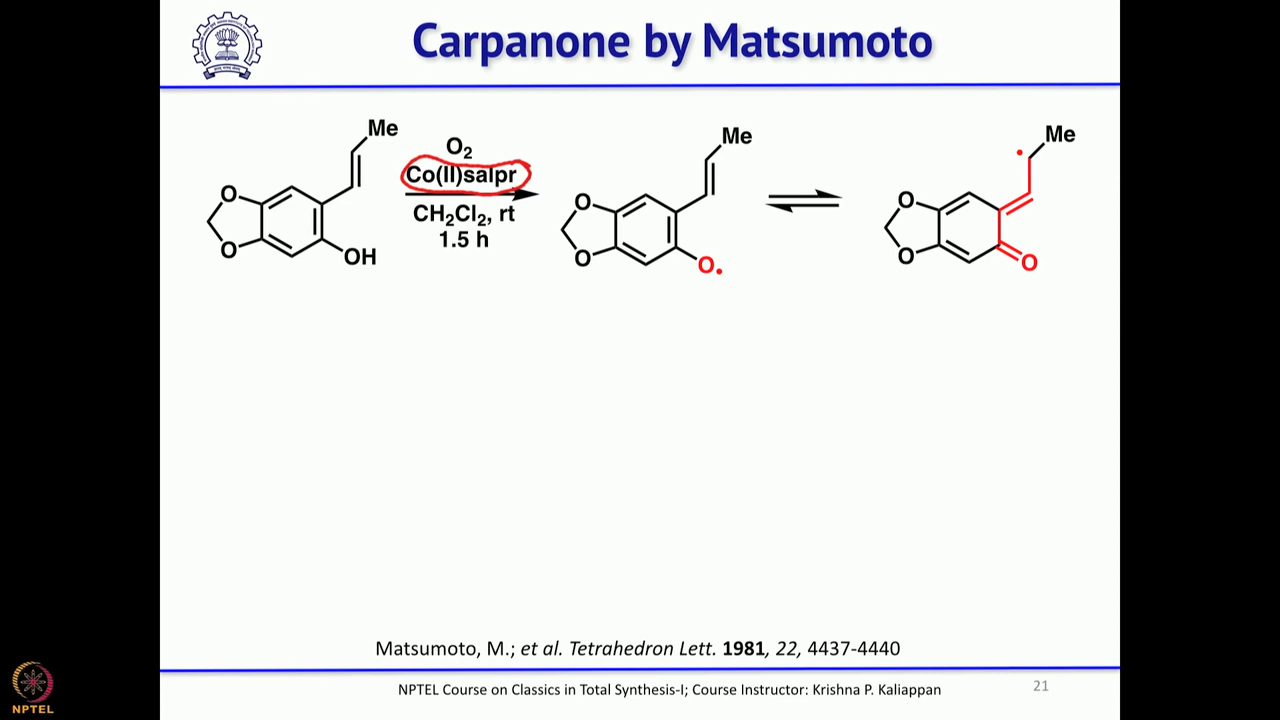 Carpanone by Matsumoto
Me
O
O
OH
O2
Co(II)salpr
CH2Cl2, rt
1.5 h
Me
O
O
O•
•
Me
O
O
O
Matsumoto, M.; et al. Tetrahedron Lett. 1981, 22, 4437-4440
NPTEL Course on Classics in Total Synthesis-I; Course Instructor: Krishna P. Kaliappan
21
NPTEL